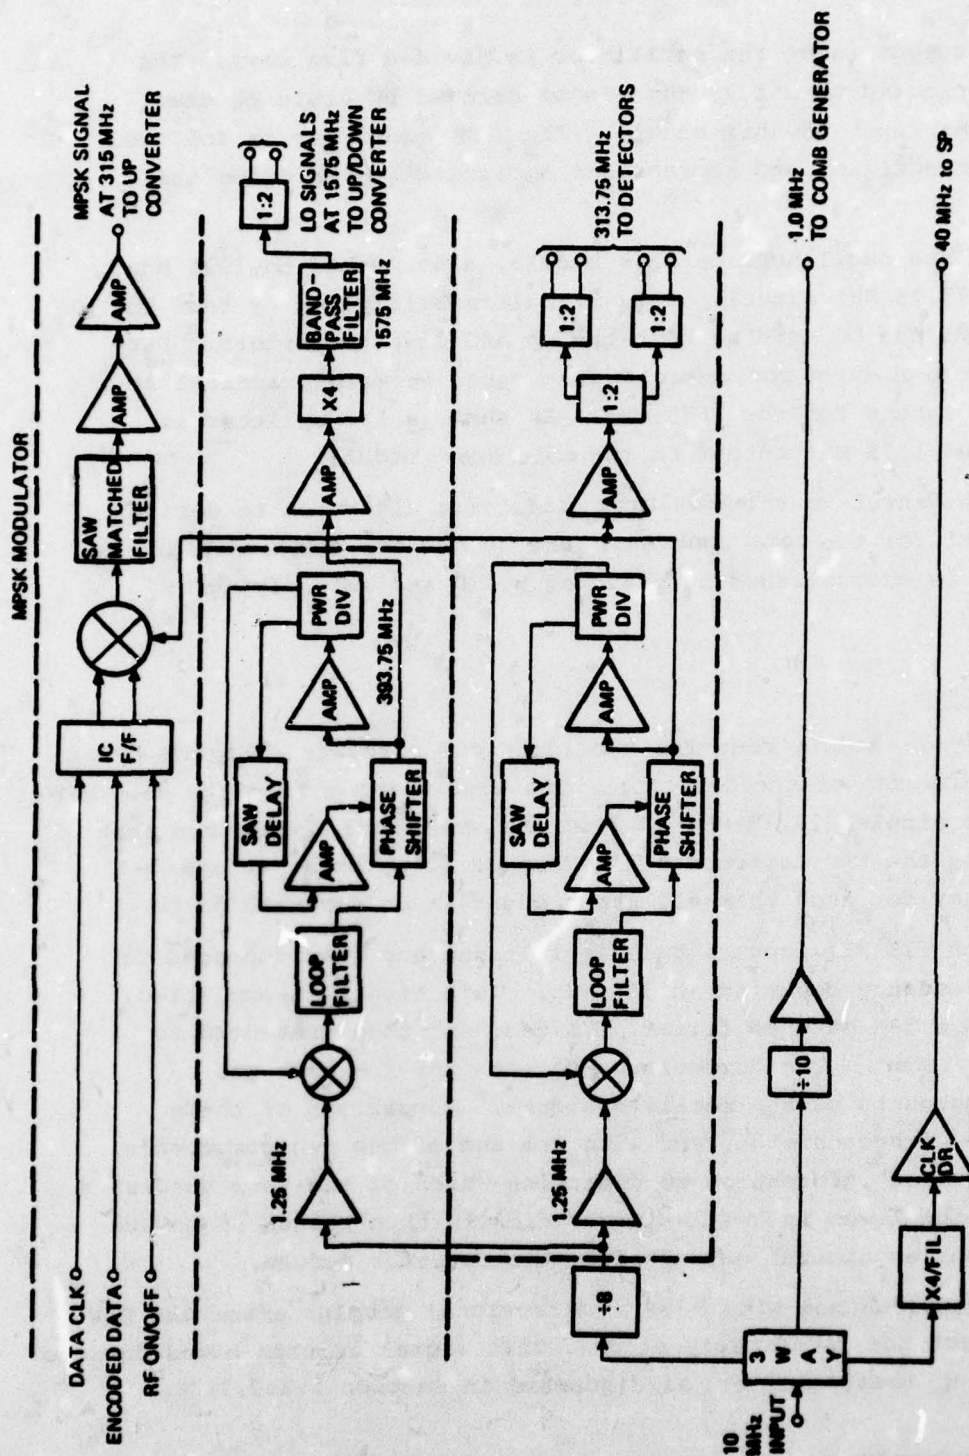 MPSK MODULATOR
DATA CLK
ENCODED DATA
RF ON/OFF
IC
F/F
SAW
MATCHED
FILTER
AMP
AMP
MPSK SIGNAL
AT 315 MHz
TO UP
CONVERTER
1.25 MHz
LOOP
FILTER
SAW
DELAY
AMP
PHASE
SHIFTER
AMP
393.75 MHz
PWR
DIV
AMP
X4
BAND-
PASS
FILTER
1575 MHz
1:2
LO SIGNALS
AT 1575 MHz
TO UP/DOWN
CONVERTER
÷8
1.25 MHz
LOOP
FILTER
SAW
DELAY
AMP
PHASE
SHIFTER
AMP
PWR
DIV
AMP
1:2
1:2
1:2
313.75 MHz
TO DETECTORS
10
MHz
INPUT
3
W
A
Y
÷10
1.0 MHz
TO COMB GENERATOR
X4/FIL
CLK
DR.
40 MHz to SP